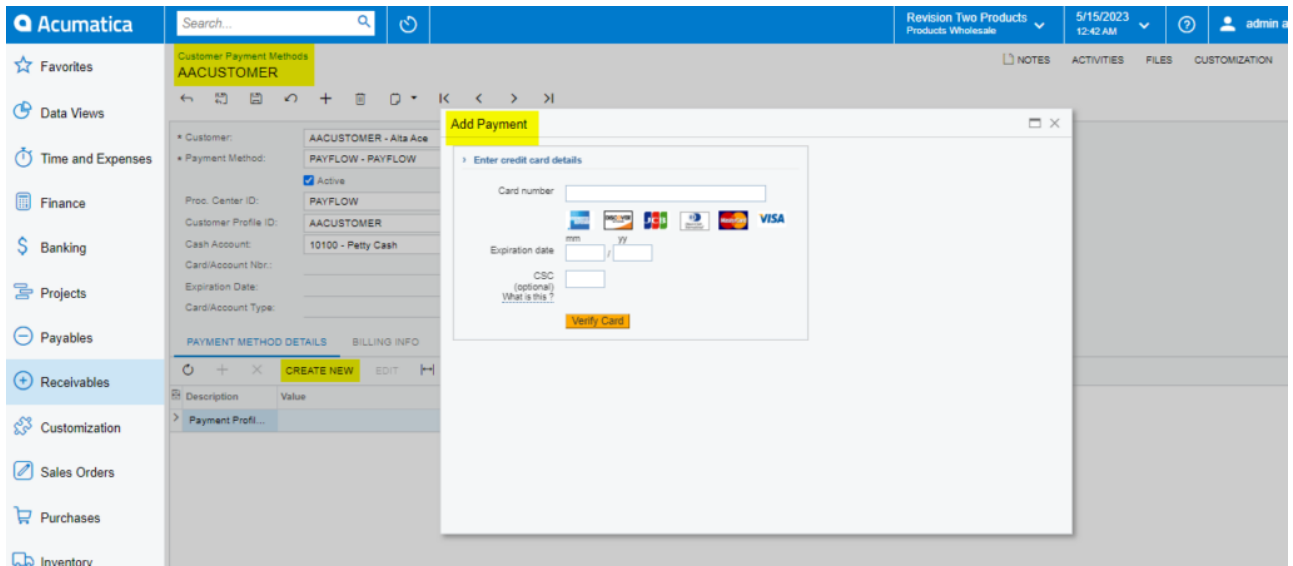 Acumatica
Search...
Revision Two Products
Products Wholesale
5/15/2023
12:42 AM
admin a
Favorites
Data Views
Time and Expenses
Finance
Banking
Projects
Payables
Receivables
Customization
Sales Orders
Purchases
Inventory
Customer Payment Methods
AACUSTOMER
NOTES ACTIVITIES FILES CUSTOMIZATION
* Customer: AACUSTOMER - Alta Ace
* Payment Method: PAYFLOW - PAYFLOW
Active
Proc. Center ID: PAYFLOW
Customer Profile ID: AACUSTOMER
Cash Account: 10100 - Petty Cash
Card/Account Nbr.:
Expiration Date:
Card/Account Type:
PAYMENT METHOD DETAILS BILLING INFO
CREATE NEW EDIT
Description Value
Payment Profil...
Add Payment
Enter credit card details
Card number
DISCOVER JCB MasterCard VISA
mm yy
Expiration date /
CSC
(optional)
What is this ?
Verify Card